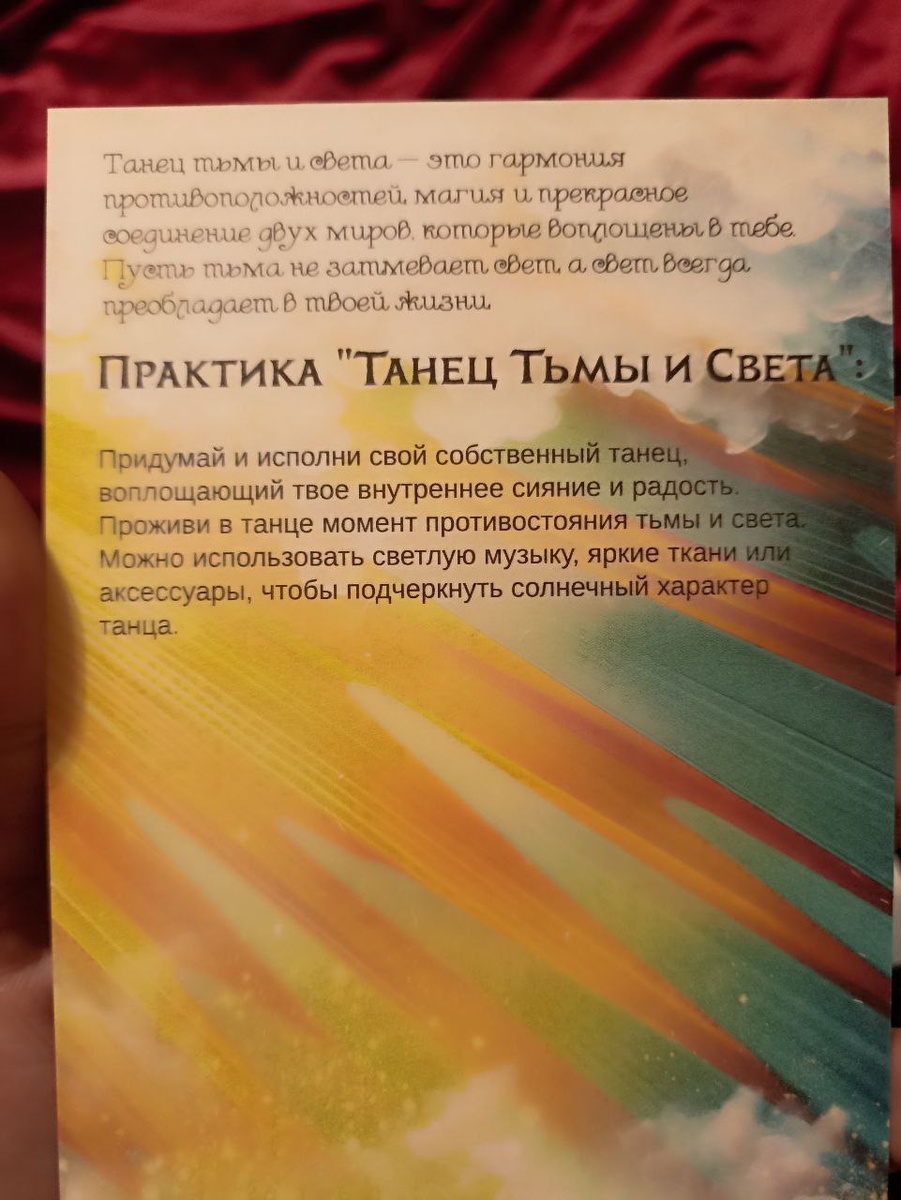 Танец тьмы и света — это гармония
противоположностей, магия и прекрасное
соединение двух миров, которые воплощены в тебе.
Пусть тьма не затмевает свет, а свет всегда
преобладает в твоей жизни.
Практика "Танец Тьмы и Света":
Придумай и исполни свой собственный танец,
воплощающий твое внутреннее сияние и радость.
Проживи в танце момент противостояния тьмы и света.
Можно использовать светлую музыку, яркие ткани или
аксессуары, чтобы подчеркнуть солнечный характер
танца.